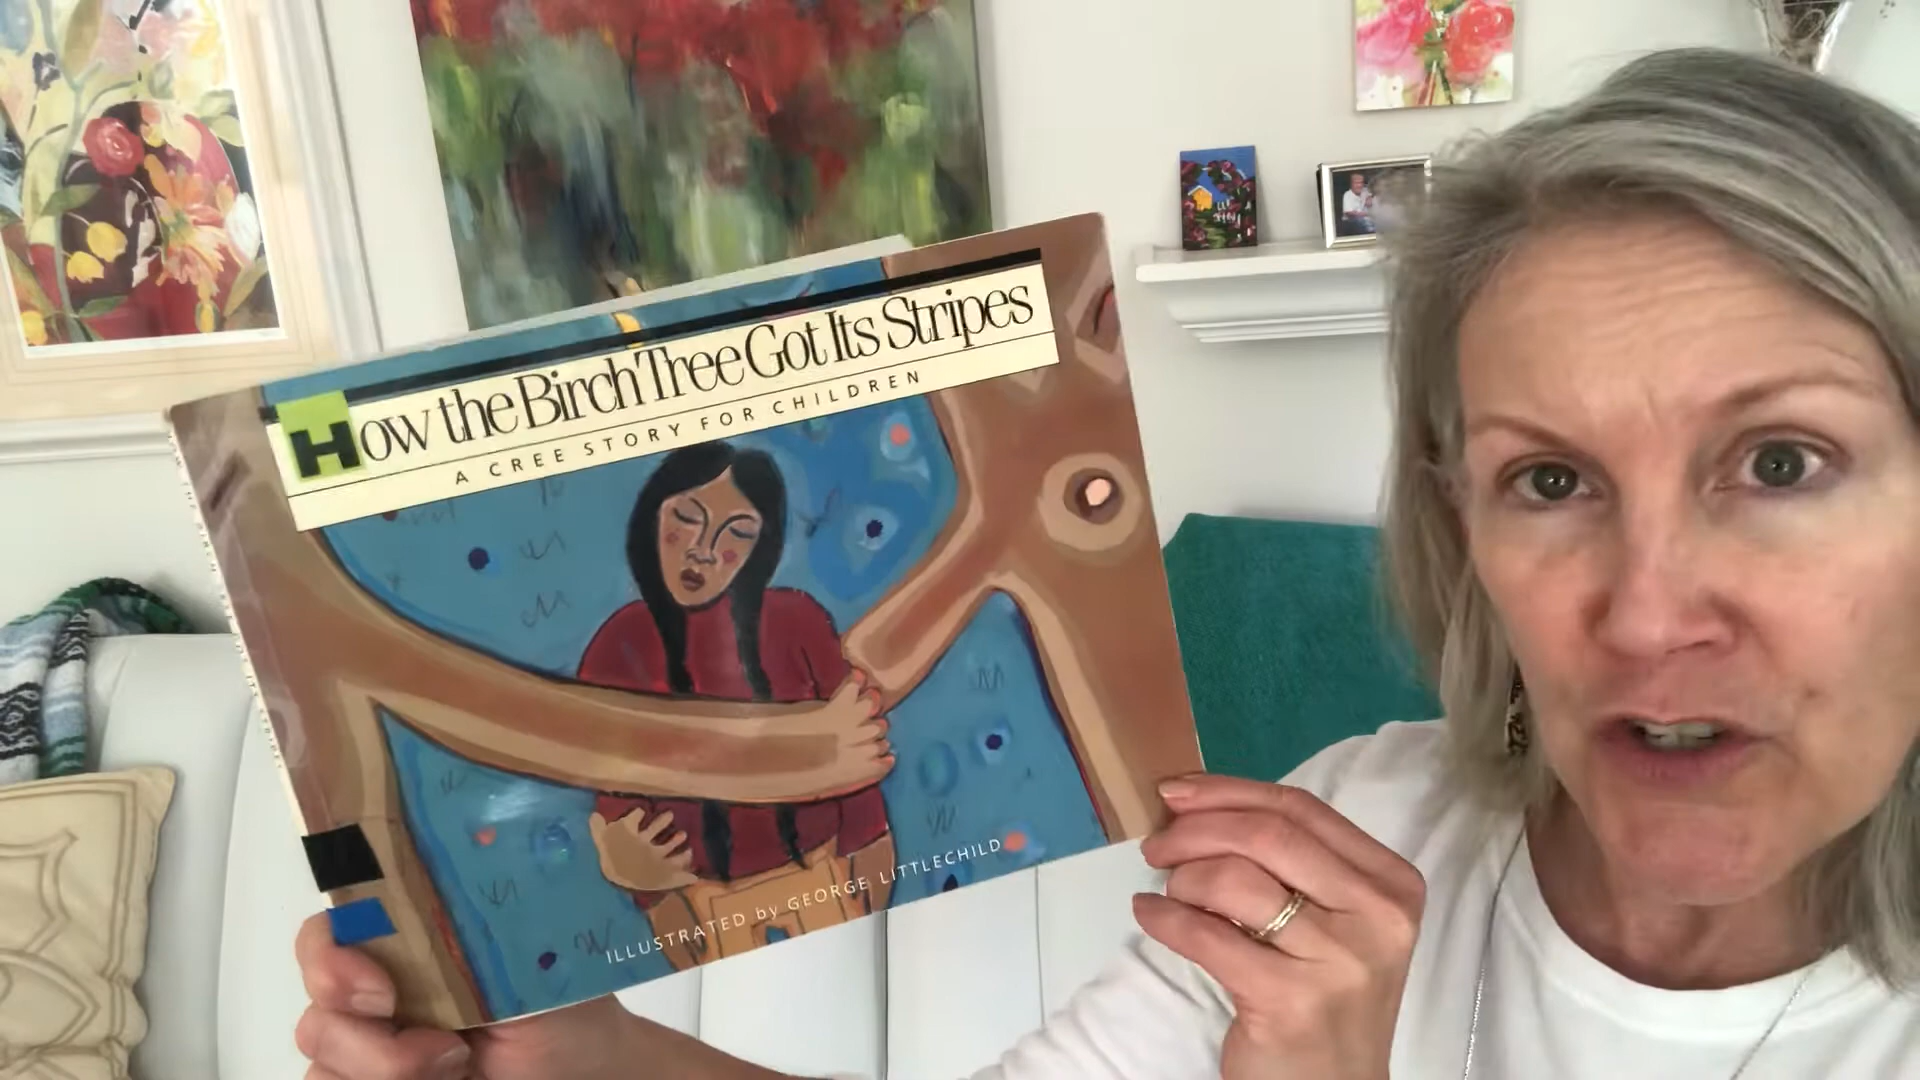 How the Birch Tree Got Its Stripes
A CREE STORY FOR CHILDREN
ILLUSTRATED by GEORGE LITTLECHILD